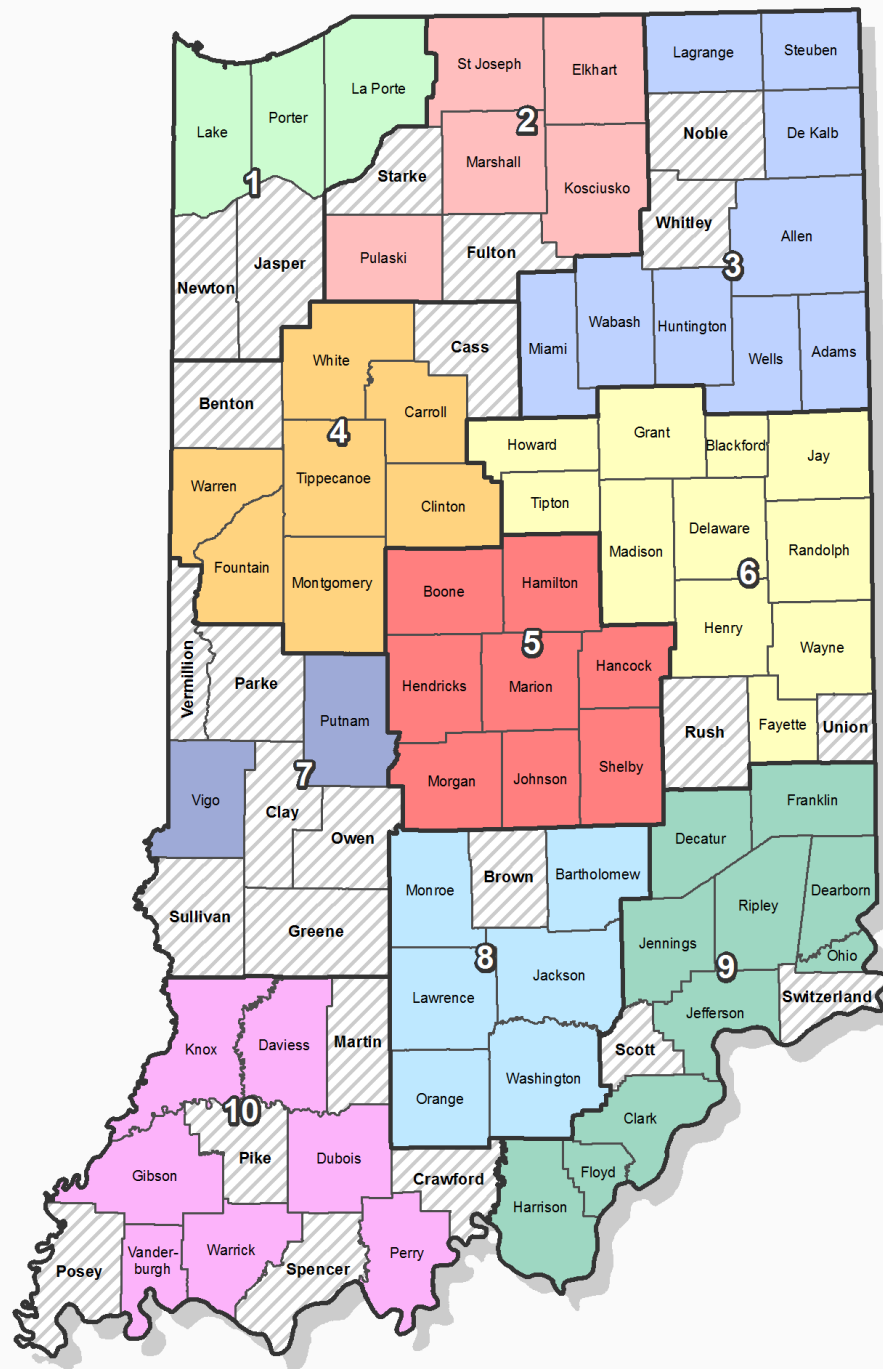 Lagrange
Steuben
St Joseph
Elkhart
La Porte
Porter
Lake
2
Noble
De Kalb
Marshall
Starke
Kosciusko
1
Whitley
Allen
Fulton
Pulaski
Jasper
3
Newton
Wabash
Huntington
Miami
Cass
White
Wells
Adams
Benton
Carroll
4
Howard
Grant
Blackford
Jay
Warren
Tippecanoe
Clinton
Tipton
Delaware
Madison
Randolph
Fountain
Montgomery
Boone
Hamilton
6
Henry
Wayne
5
Hancock
Vermillion
Parke
Hendricks
Marion
Putnam
Rush
Fayette
Union
7
Vigo
Morgan
Johnson
Shelby
Clay
Franklin
Owen
Decatur
Brown
Bartholomew
Monroe
Dearborn
Ripley
Sullivan
Greene
Jennings
8
Ohio
9
Jackson
Lawrence
Switzerland
Jefferson
Martin
Daviess
Knox
Scott
Washington
Orange
10
Clark
Pike
Dubois
Gibson
Crawford
Floyd
Harrison
Warrick
Perry
Vander-
burgh
Spencer
Posey